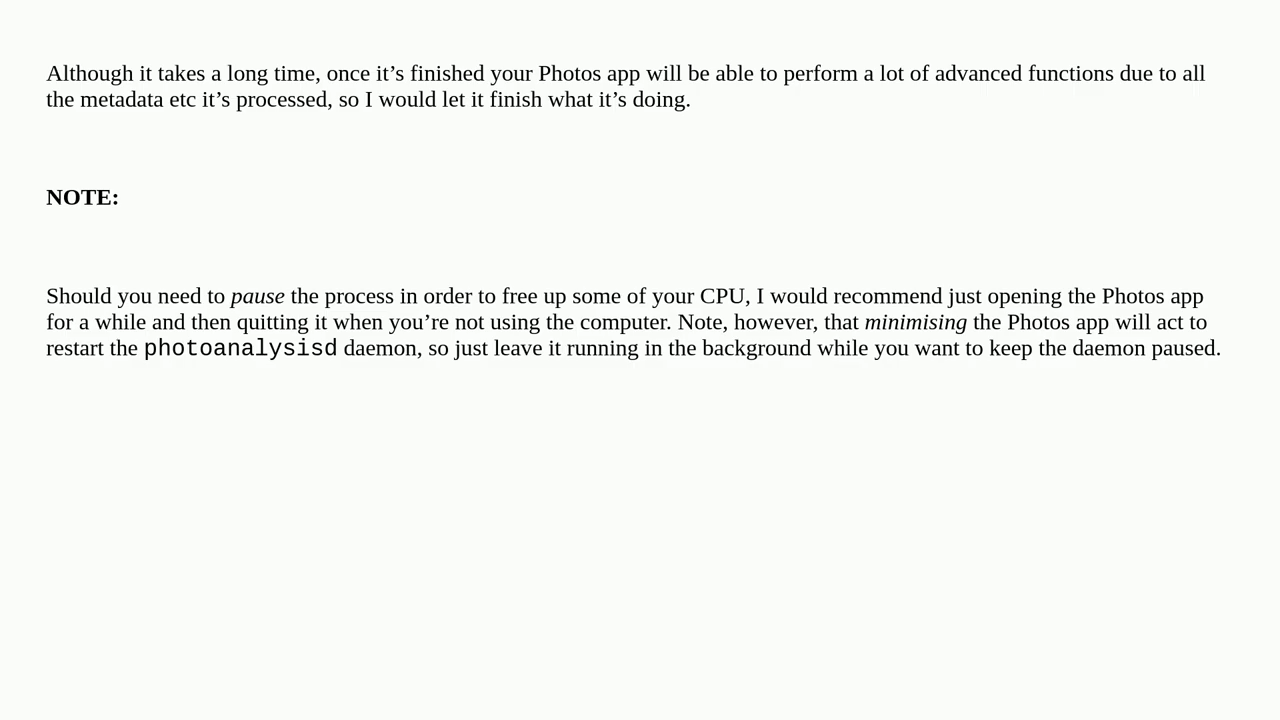 Although it takes a long time, once it’s finished your Photos app will be able to perform a lot of advanced functions due to all
the metadata etc it’s processed, so I would let it finish what it’s doing.
NOTE:
Should you need to pause the process in order to free up some of your CPU, I would recommend just opening the Photos app
for a while and then quitting it when you’re not using the computer. Note, however, that minimising the Photos app will act to
restart the photoanalysisd daemon, so just leave it running in the background while you want to keep the daemon paused.